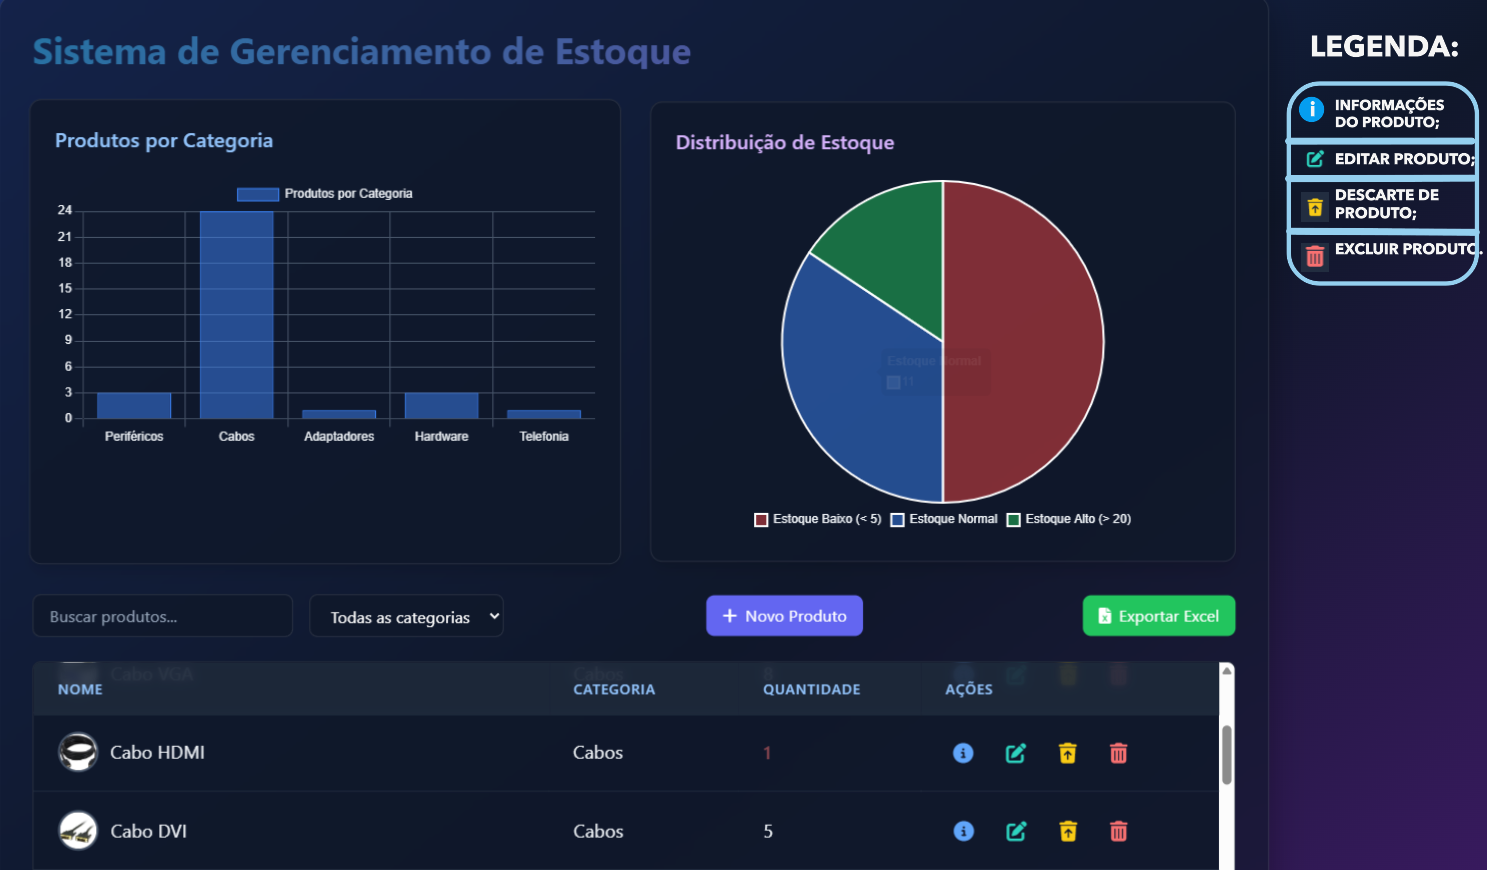 Sistema de Gerenciamento de Estoque
LEGENDA:
INFORMAÇÕES
DO PRODUTO;
EDITAR PRODUTO;
DESCARTE DE
PRODUTO;
EXCLUIR PRODUTO.
Produtos por Categoria
Produtos por Categoria
24
21
18
15
12
9
6
3
0
Periféricos Cabos Adaptadores Hardware Telefonia
Distribuição de Estoque
Estoque Normal
11
Estoque Baixo (< 5) Estoque Normal Estoque Alto (> 20)
Buscar produtos... Todas as categorias Novo Produto Exportar Excel
Cabo VGA Cabos 8
NOME CATEGORIA QUANTIDADE AÇÕES
Cabo HDMI Cabos 1
Cabo DVI Cabos 5